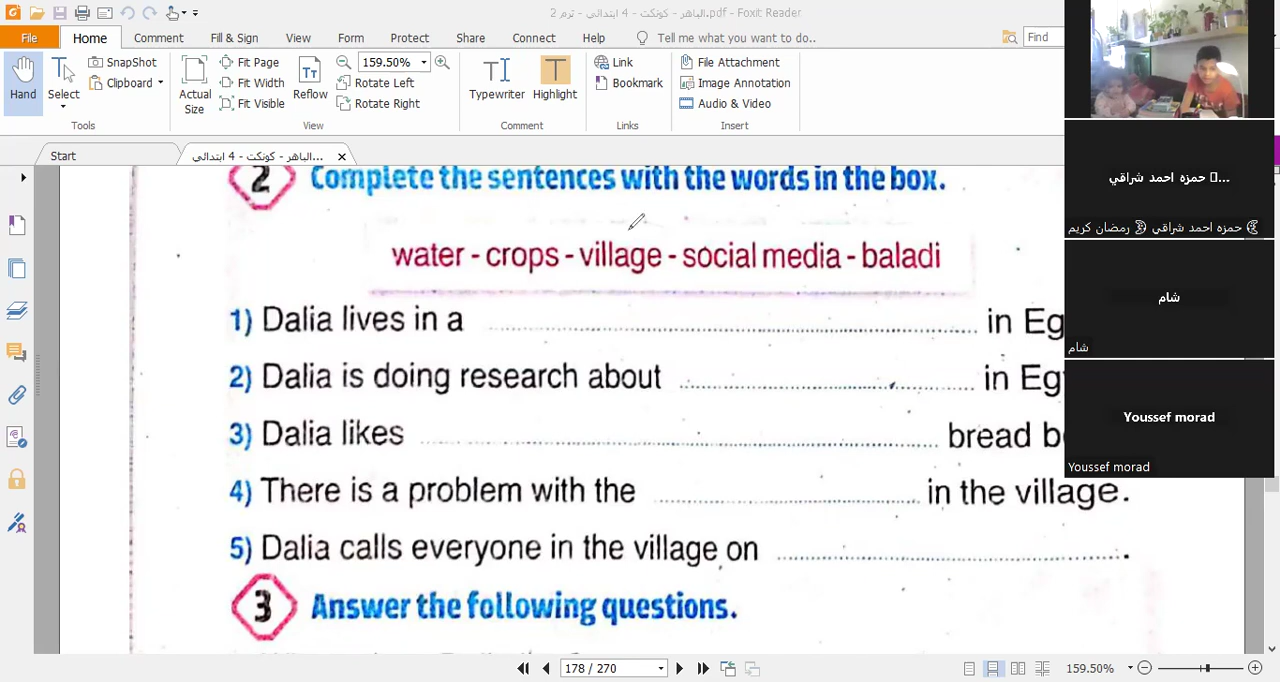 الباهر - كونكت - 4 ابتدائي - ترم 2.pdf - Foxit Reader
File Home Comment Fill & Sign View Form Protect Share Connect Help Tell me what you want to do.. Find
Hand
Select
SnapShot
Clipboard
Tools
Actual Size
Fit Page
Fit Width
Fit Visible
Reflow
159.50%
Rotate Left
Rotate Right
View
Typewriter
Highlight
Comment
Link
Bookmark
Links
File Attachment
Image Annotation
Audio & Video
Insert
Start
الباهر - كونكت - 4 ابتدائي...
2 Complete the sentences with the words in the box.
water - crops - village - social media - baladi
1) Dalia lives in a ........ in Eg
2) Dalia is doing research about ........ in Eg
3) Dalia likes ........ bread b
4) There is a problem with the ........ in the village.
5) Dalia calls everyone in the village on ........ .
3 Answer the following questions.
حمزه احمد شراقي ...
حمزه احمد شراقي رمضان كريم
شام
شام
Youssef morad
Youssef morad
178 / 270
159.50%